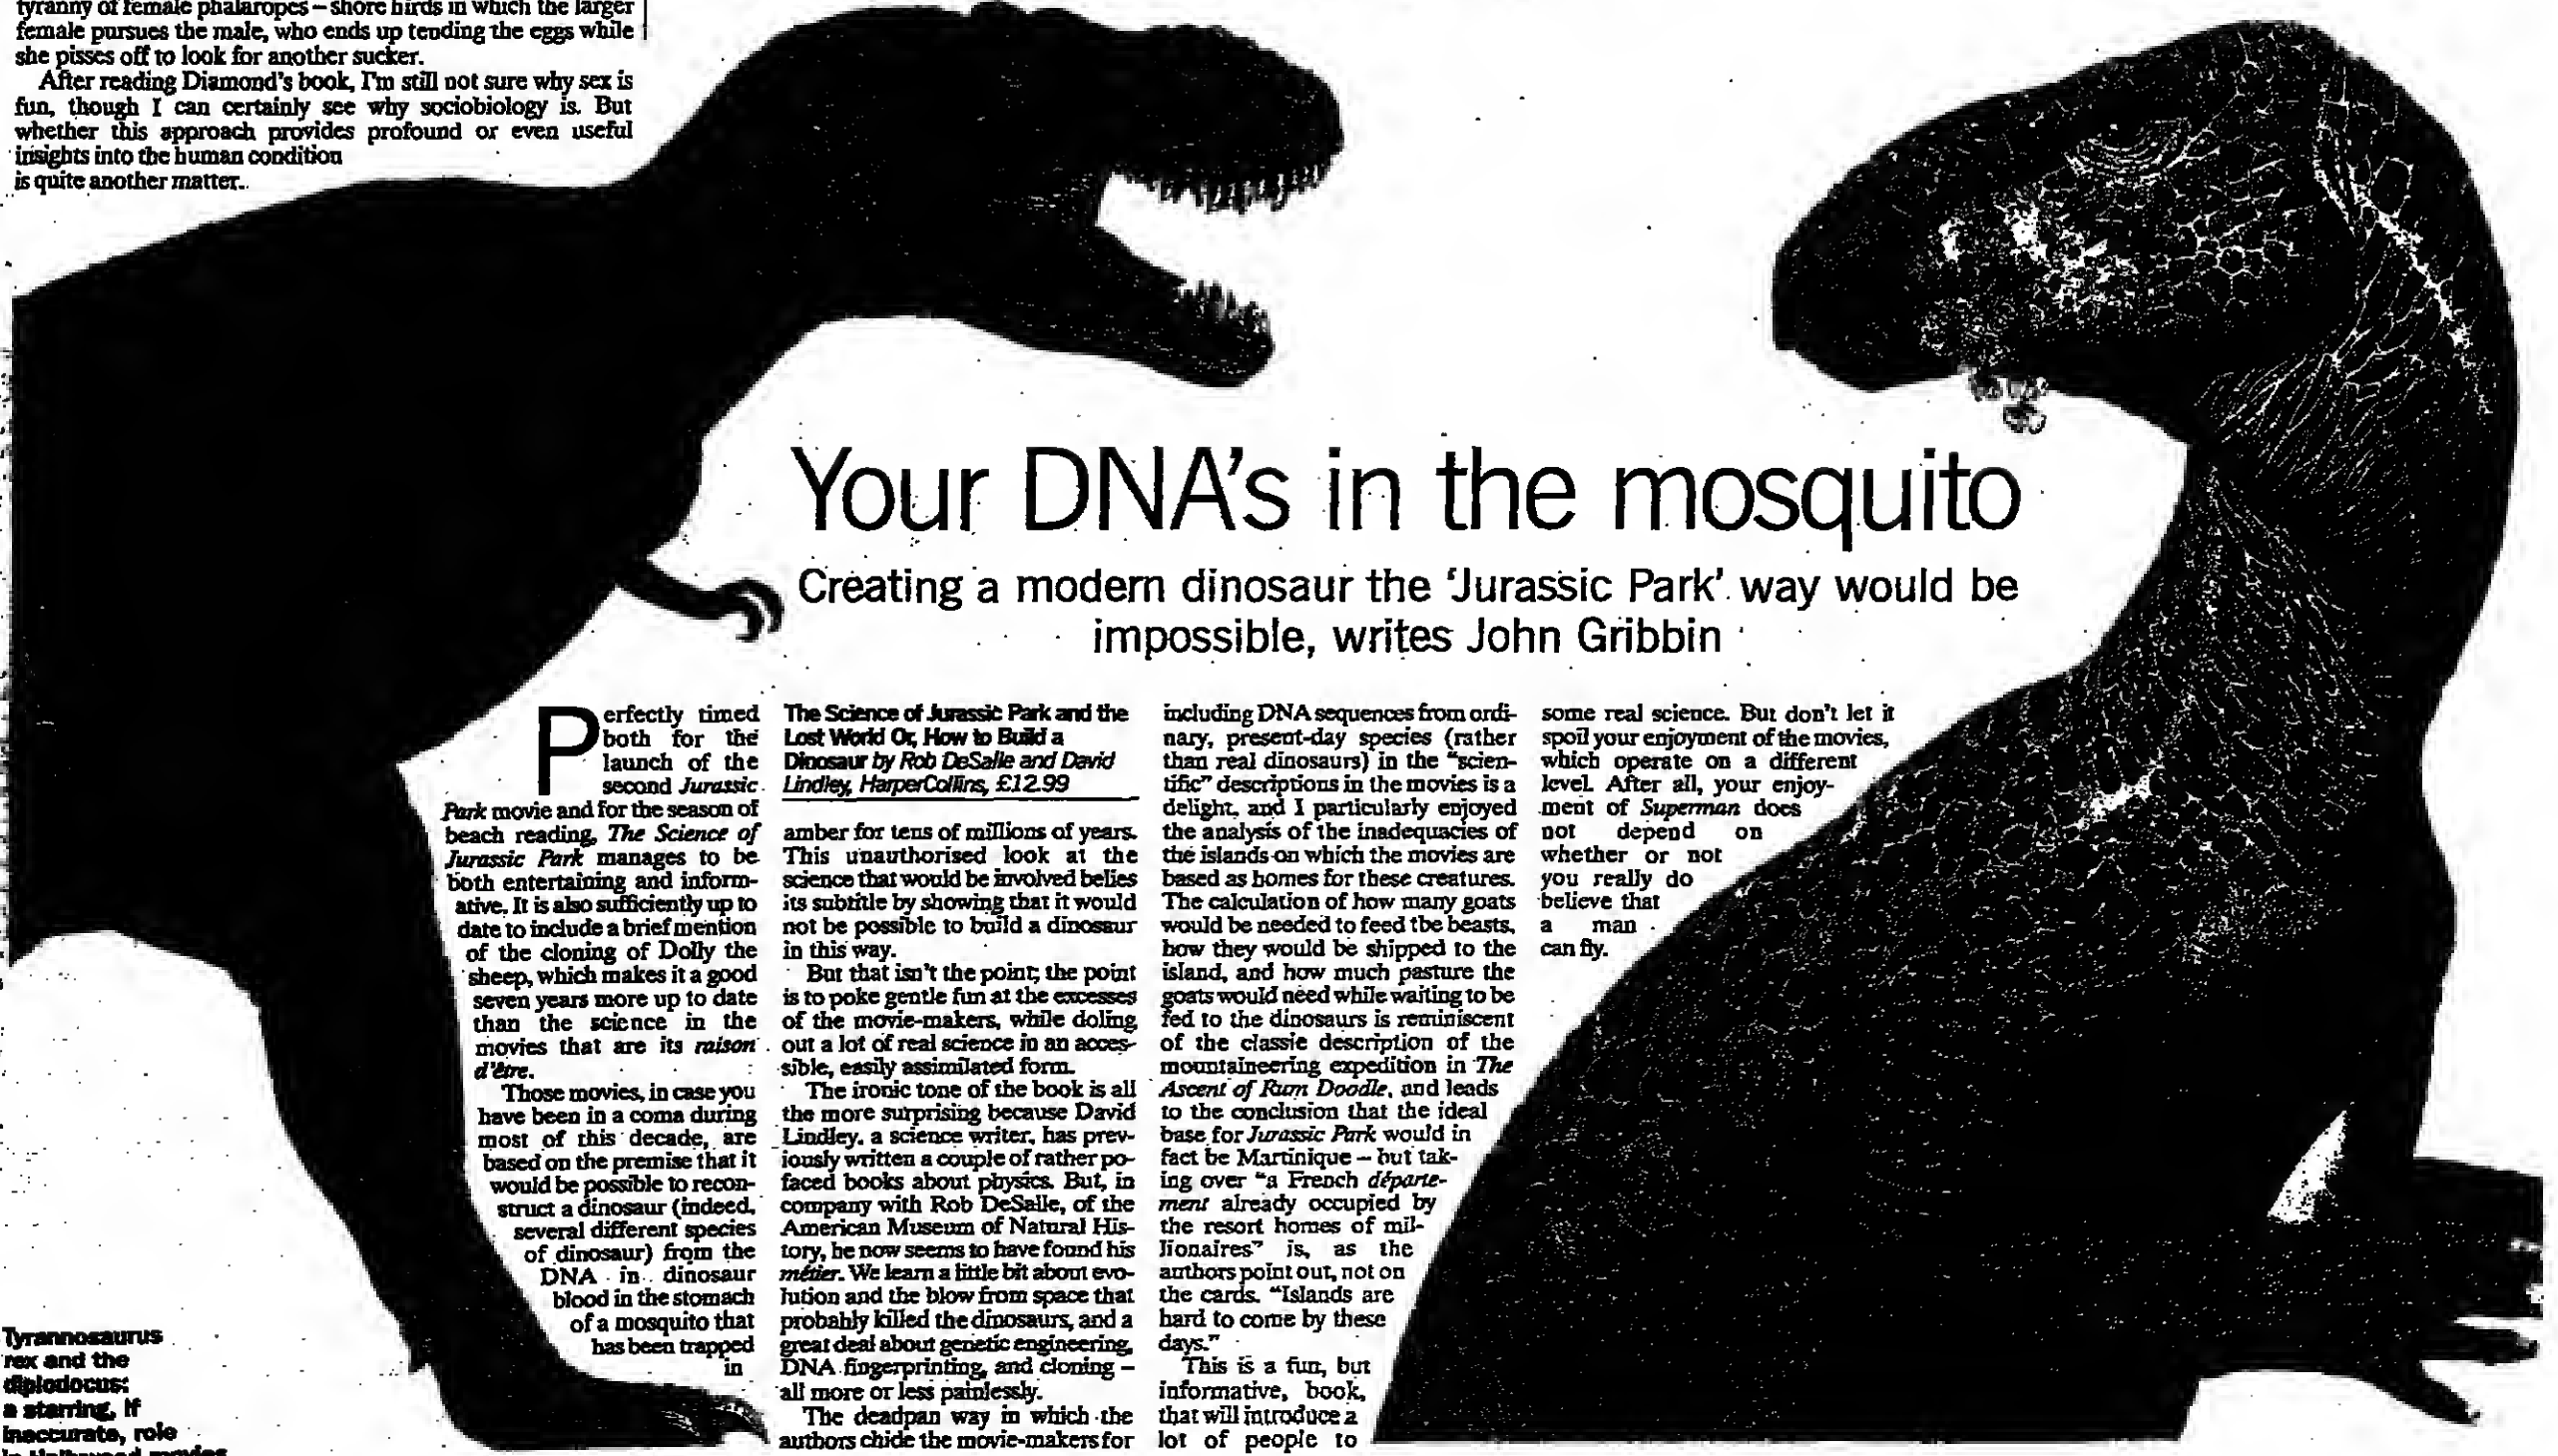 tyranny of female phalaropes – shore birds in which the larger
female pursues the male, who ends up tending the eggs while
she pisses off to look for another sucker.
After reading Diamond's book, I'm still not sure why sex is
fun, though I can certainly see why sociobiology is. But
whether this approach provides profound or even useful
insights into the human condition
is quite another matter.
Your DNA's in the mosquito
Creating a modern dinosaur the 'Jurassic Park' way would be
impossible, writes John Gribbin
Perfectly timed
both for the
launch of the
second Jurassic
Park movie and for the season of
beach reading, The Science of
Jurassic Park manages to be
both entertaining and inform-
ative. It is also sufficiently up to
date to include a brief mention
of the cloning of Dolly the
sheep, which makes it a good
seven years more up to date
than the science in the
movies that are its raison
d'être.
Those movies, in case you
have been in a coma during
most of this decade, are
based on the premise that it
would be possible to recon-
struct a dinosaur (indeed,
several different species
of dinosaur) from the
DNA in dinosaur
blood in the stomach
of a mosquito that
has been trapped
in
The Science of Jurassic Park and the
Lost World Or, How to Build a
Dinosaur by Rob DeSalle and David
Lindley, HarperCollins, £12.99
amber for tens of millions of years.
This unauthorised look at the
science that would be involved belies
its subtitle by showing that it would
not be possible to build a dinosaur
in this way.
But that isn't the point; the point
is to poke gentle fun at the excesses
of the movie-makers, while doling
out a lot of real science in an acces-
sible, easily assimilated form.
The ironic tone of the book is all
the more surprising because David
Lindley, a science writer, has prev-
iously written a couple of rather po-
faced books about physics. But, in
company with Rob DeSalle, of the
American Museum of Natural His-
tory, he now seems to have found his
métier. We learn a little bit about evo-
lution and the blow from space that
probably killed the dinosaurs, and a
great deal about genetic engineering,
DNA fingerprinting, and cloning –
all more or less painlessly.
The deadpan way in which the
authors chide the movie-makers for
including DNA sequences from ordi-
nary, present-day species (rather
than real dinosaurs) in the "scien-
tific" descriptions in the movies is a
delight, and I particularly enjoyed
the analysis of the inadequacies of
the islands on which the movies are
based as homes for these creatures.
The calculation of how many goats
would be needed to feed the beasts,
how they would be shipped to the
island, and how much pasture the
goats would need while waiting to be
fed to the dinosaurs is reminiscent
of the classic description of the
mountaineering expedition in The
Ascent of Rum Doodle, and leads
to the conclusion that the ideal
base for Jurassic Park would in
fact be Martinique – but tak-
ing over "a French départe-
ment already occupied by
the resort homes of mil-
lionaires" is, as the
authors point out, not on
the cards. "Islands are
hard to come by these
days."
This is a fun, but
informative, book,
that will introduce a
lot of people to
some real science. But don't let it
spoil your enjoyment of the movies,
which operate on a different
level. After all, your enjoy-
ment of Superman does
not depend on
whether or not
you really do
believe that
a man
can fly.
Tyrannosaurus
rex and the
diplodocus:
a starring, if
inaccurate, role
in Hollywood movies